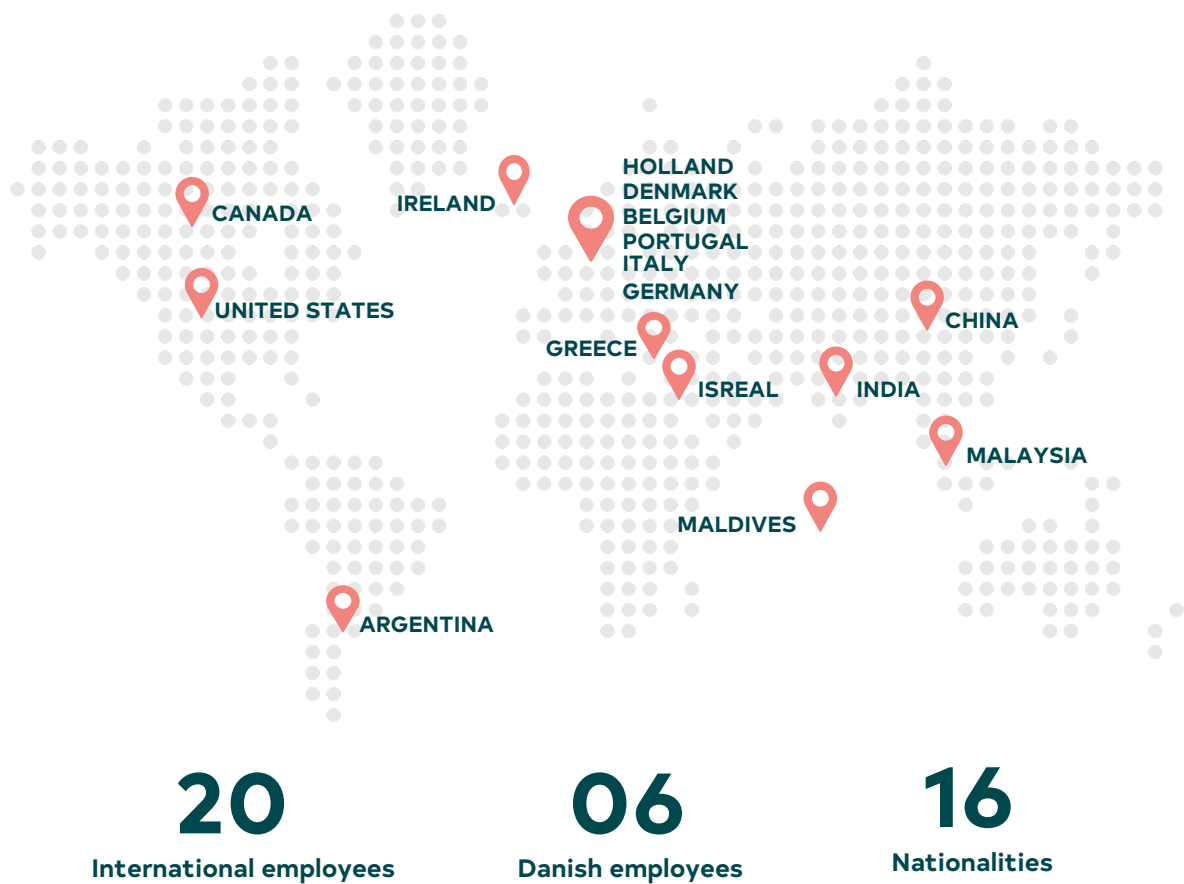 HOLLAND
DENMARK
BELGIUM
PORTUGAL
ITALY
GERMANY
IRELAND
CANADA
UNITED STATES
CHINA
GREECE
ISREAL
INDIA
MALAYSIA
MALDIVES
ARGENTINA
20
International employees
06
Danish employees
16
Nationalities